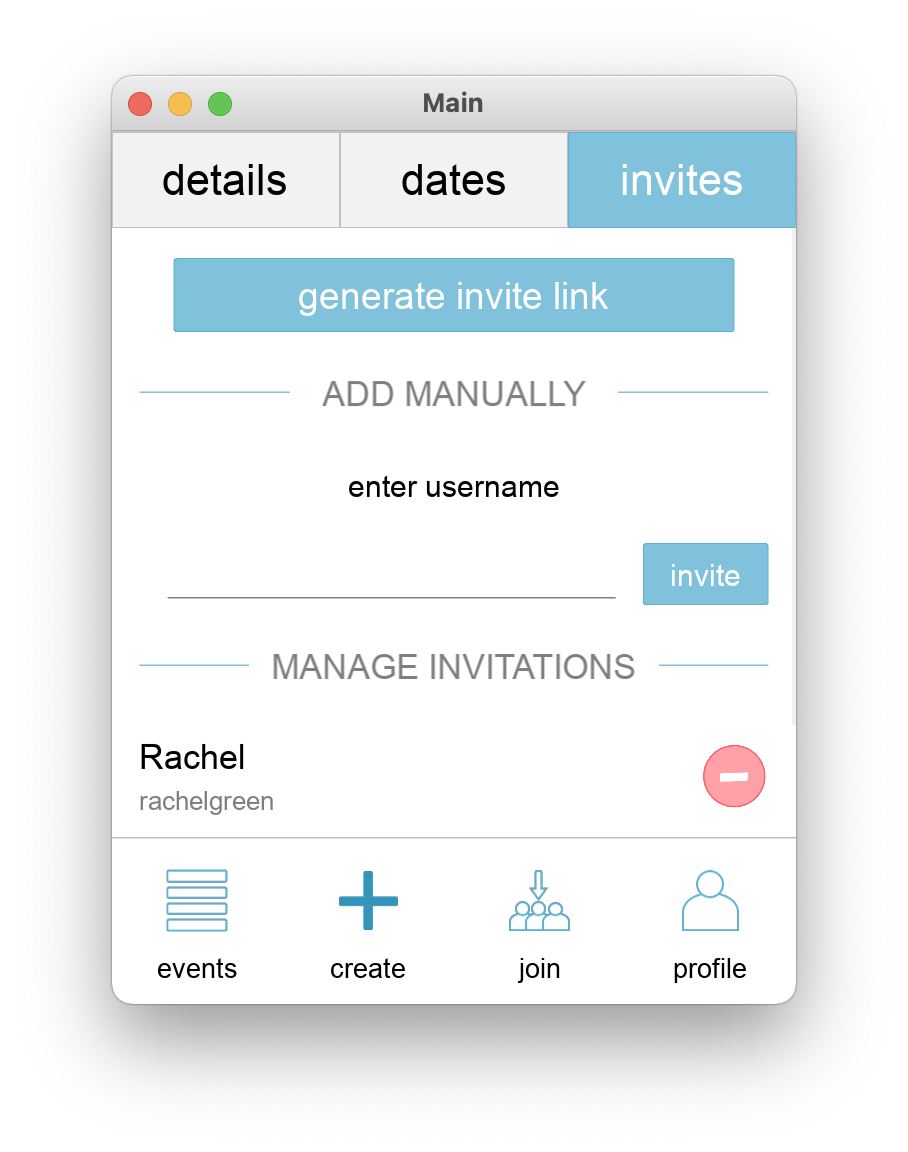 Main
details dates invites
generate invite link
ADD MANUALLY
enter username
invite
MANAGE INVITATIONS
Rachel
rachelgreen
events create join profile